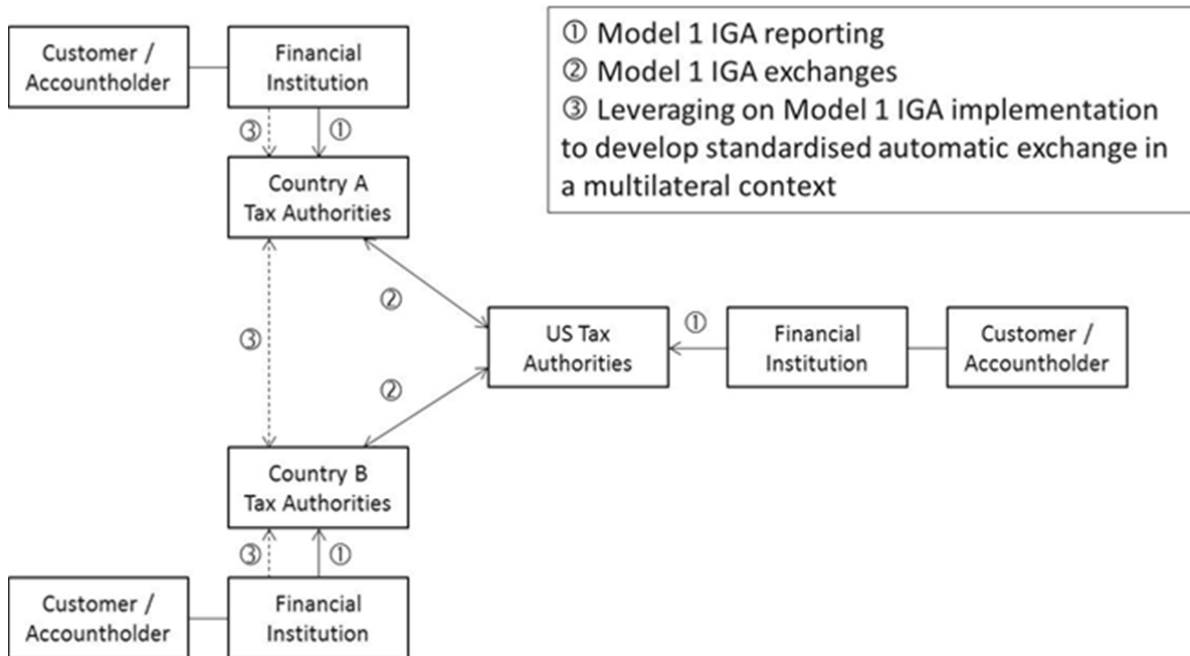 Customer /
Accountholder
Financial
Institution
① Model 1 IGA reporting
② Model 1 IGA exchanges
③ Leveraging on Model 1 IGA implementation
to develop standardised automatic exchange in
a multilateral context
③
①
Country A
Tax Authorities
②
③
US Tax
Authorities
①
Financial
Institution
Customer /
Accountholder
②
Country B
Tax Authorities
③
①
Customer /
Accountholder
Financial
Institution